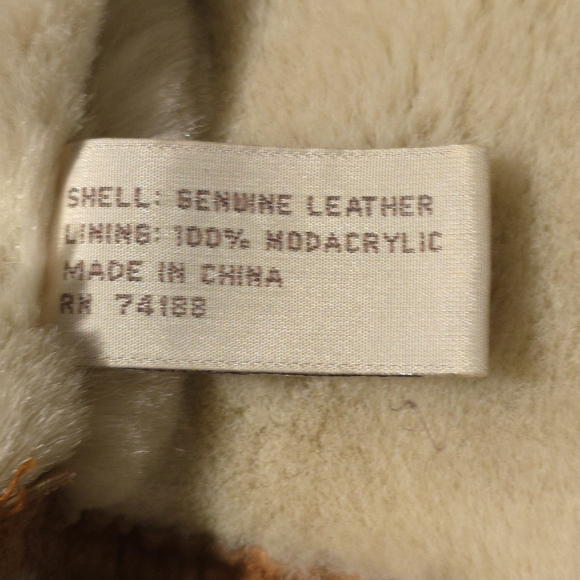 SHELL: GENUINE LEATHER
LINING: 100% MODACRYLIC
MADE IN CHINA
RN 74188